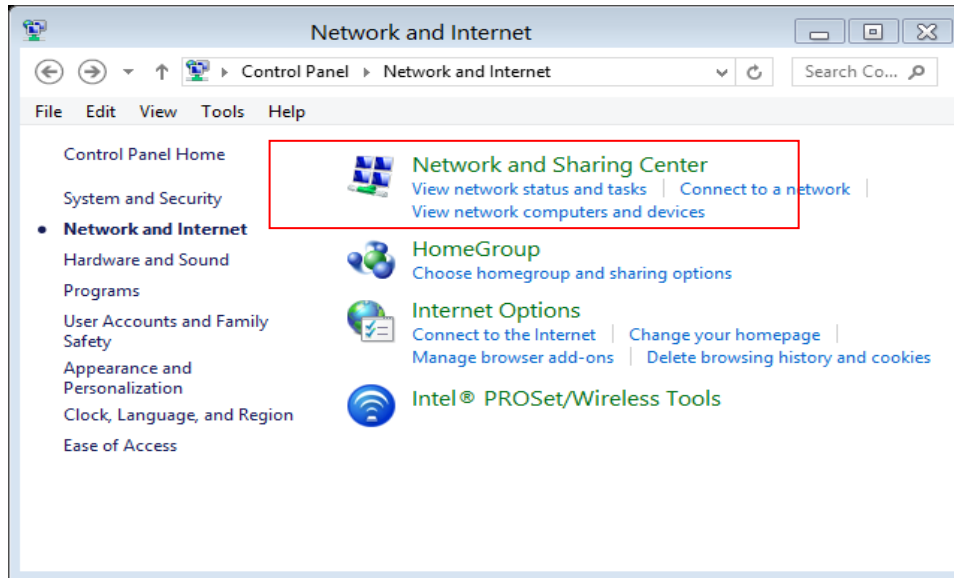 Network and Internet
Control Panel Network and Internet
Search Co...
File Edit View Tools Help
Control Panel Home
System and Security
Network and Internet
Hardware and Sound
Programs
User Accounts and Family
Safety
Appearance and
Personalization
Clock, Language, and Region
Ease of Access
Network and Sharing Center
View network status and tasks Connect to a network
View network computers and devices
HomeGroup
Choose homegroup and sharing options
Internet Options
Connect to the Internet Change your homepage
Manage browser add-ons Delete browsing history and cookies
Intel® PROSet/Wireless Tools